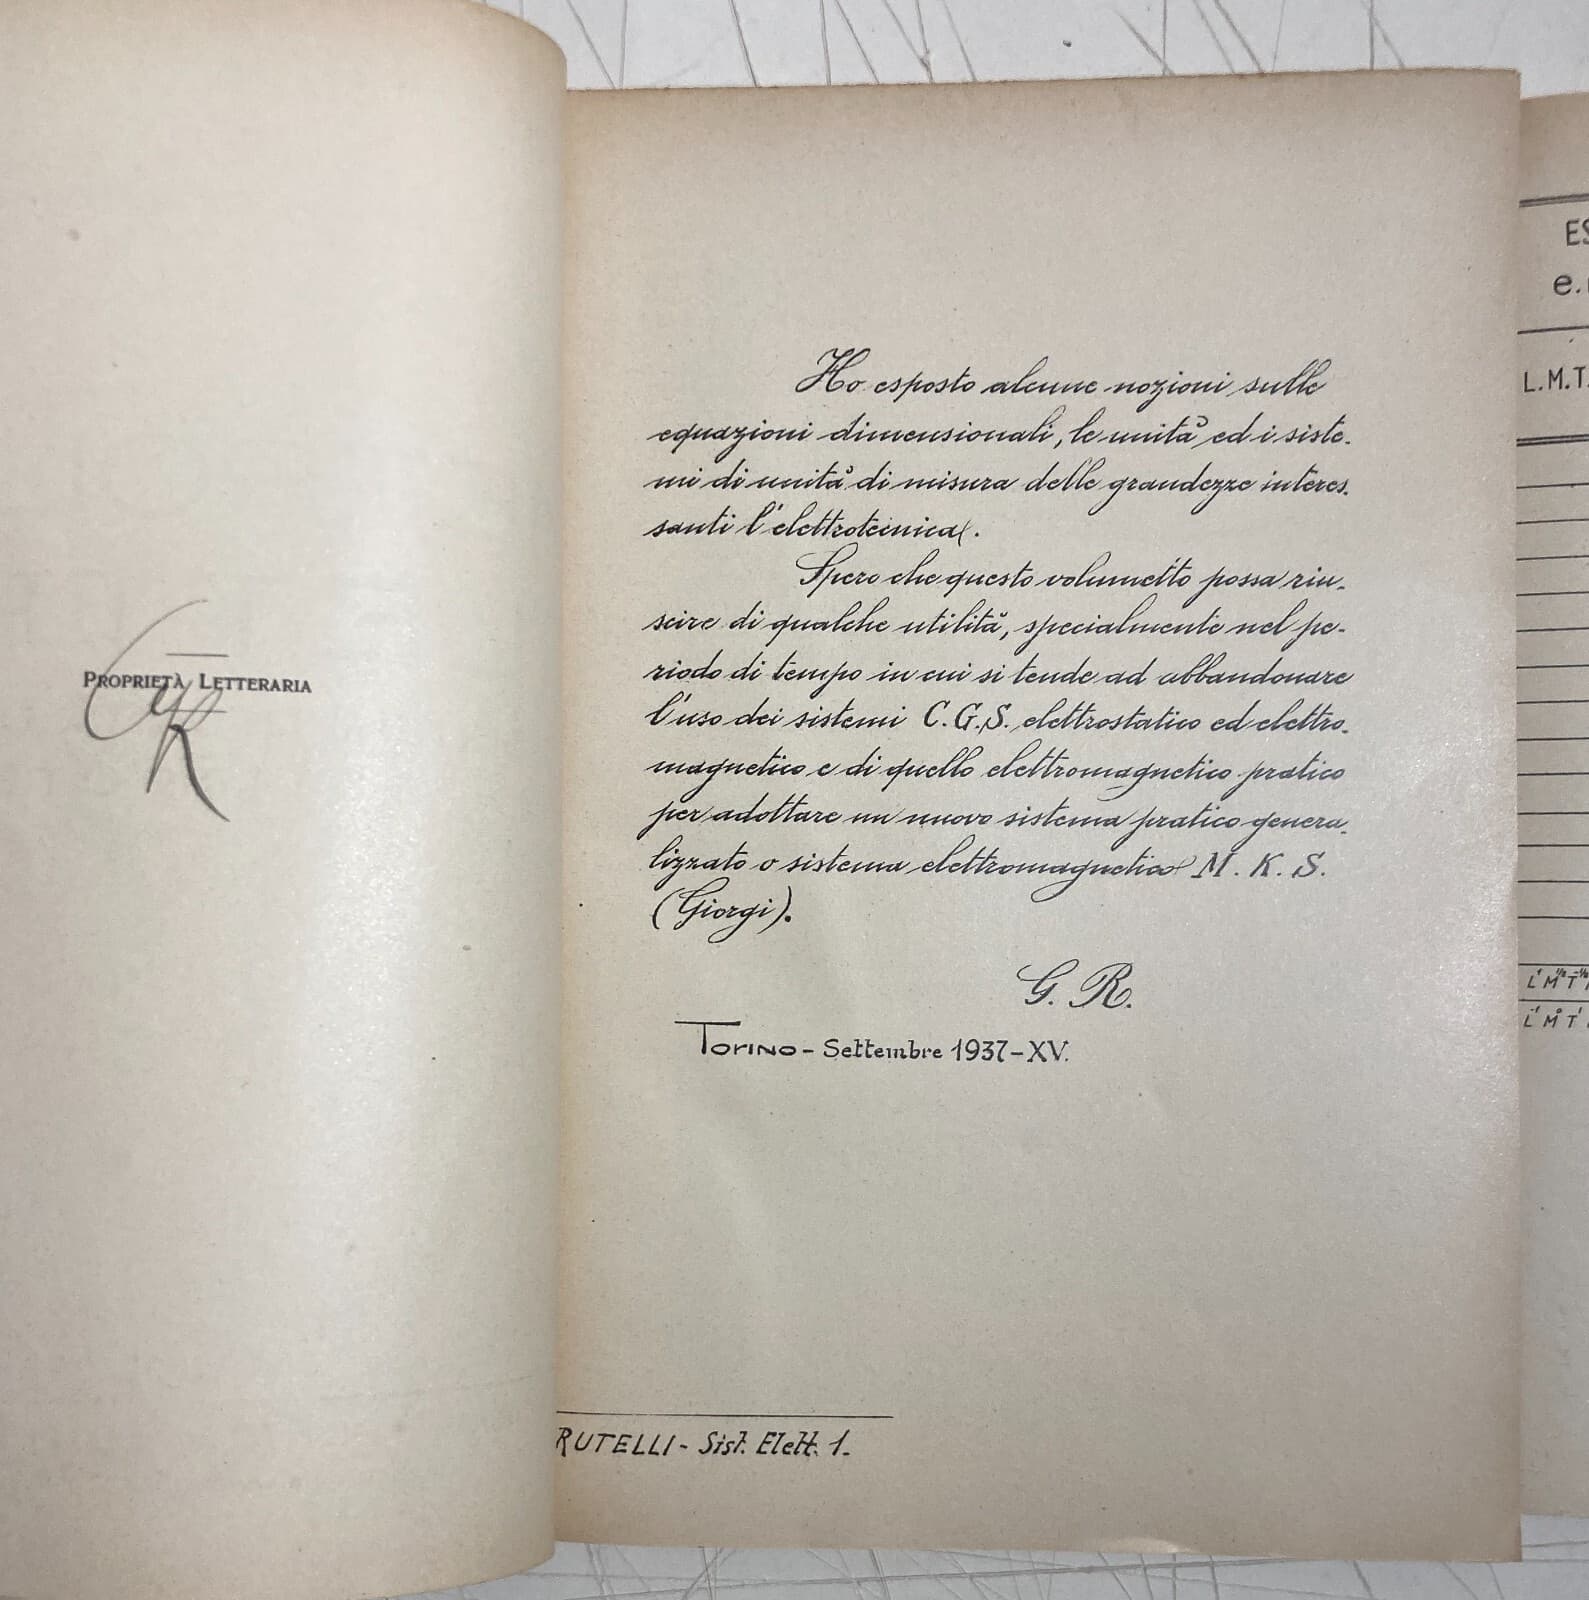 PROPRIETÀ LETTERARIA
GR
Ho esposto alcune nozioni sulle
equazioni dimensionali, le unità ed i siste-
mi di unità di misura delle grandezze interes-
santi l'elettrotecnica.
Spero che questo volumetto possa riu-
scire di qualche utilità, specialmente nel pe-
riodo di tempo in cui si tende ad abbandonare
l'uso dei sistemi C.G.S. elettrostatico ed elettro-
magnetico e di quello elettromagnetico pratico
per adottare un nuovo sistema pratico genera-
lizzato o sistema elettromagnetico M. K. S.
(Giorgi).
G. R.
TORINO - Settembre 1937-XV.
RUTELLI - Sist. Elett. 1.
ES
e.
L.M.T.